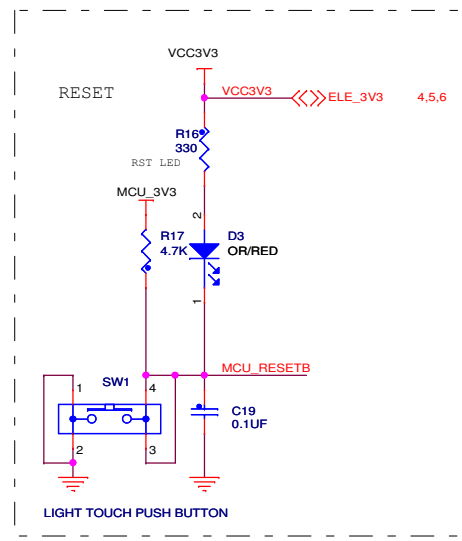 VCC3V3
RESET
VCC3V3
ELE_3V3
4,5,6
R16
330
RST LED
MCU_3V3
2
R17
4.7K
D3
OR/RED
1
MCU_RESETB
1
SW1
4
C19
0.1UF
2
3
LIGHT TOUCH PUSH BUTTON